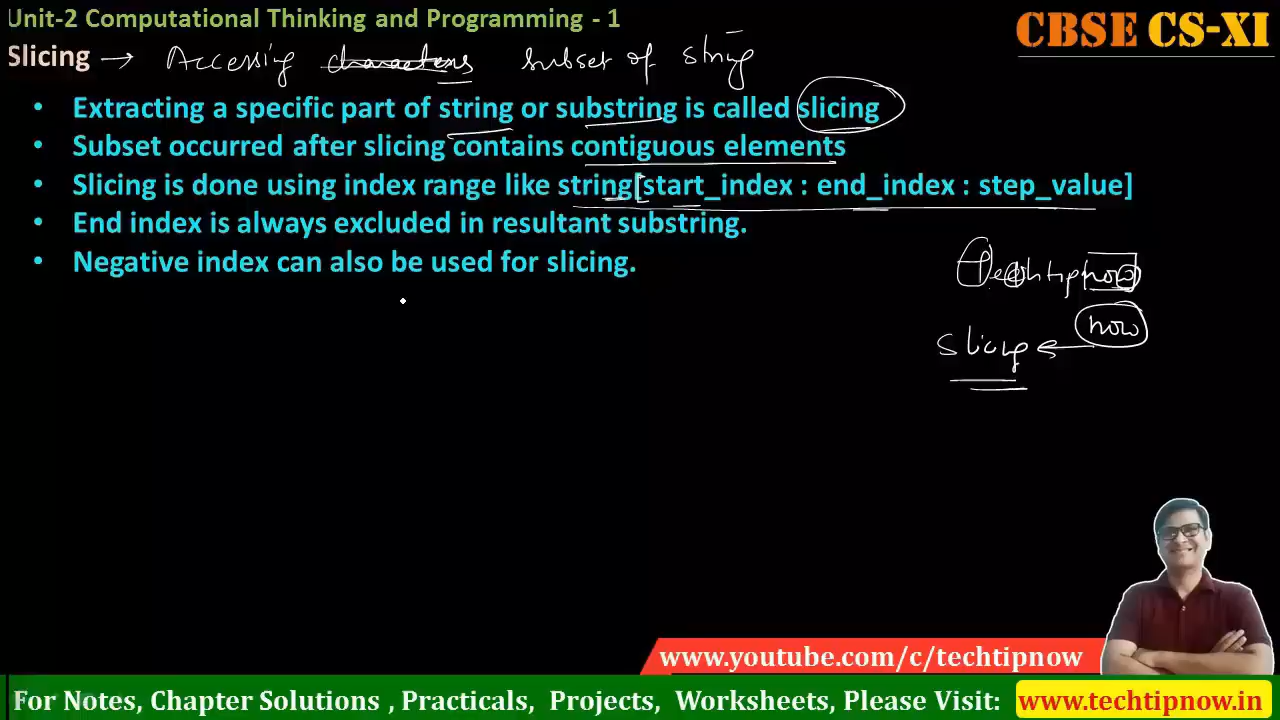 Unit-2 Computational Thinking and Programming - 1
CBSE CS-XI
Slicing → Accessing characters subset of string
• Extracting a specific part of string or substring is called slicing
• Subset occurred after slicing contains contiguous elements
• Slicing is done using index range like string[start_index : end_index : step_value]
• End index is always excluded in resultant substring.
• Negative index can also be used for slicing.
Techtipnow
now
slicing ←
www.youtube.com/c/techtipnow
For Notes, Chapter Solutions , Practicals, Projects, Worksheets, Please Visit: www.techtipnow.in